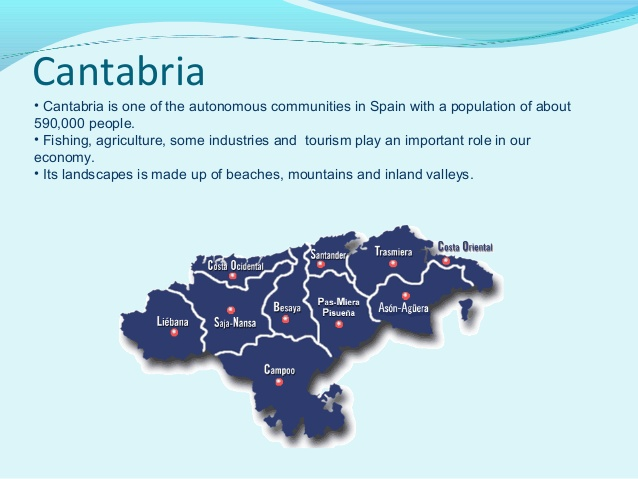 Cantabria
• Cantabria is one of the autonomous communities in Spain with a population of about
590,000 people.
• Fishing, agriculture, some industries and  tourism play an important role in our
economy.
• Its landscapes is made up of beaches, mountains and inland valleys.
Costa Oriental
Santander
Trasmiera
Costa Ocidental
Pas-Miera
Pisueña
Besaya
Asón-Agüera
Liébana
Saja-Nansa
Campoo